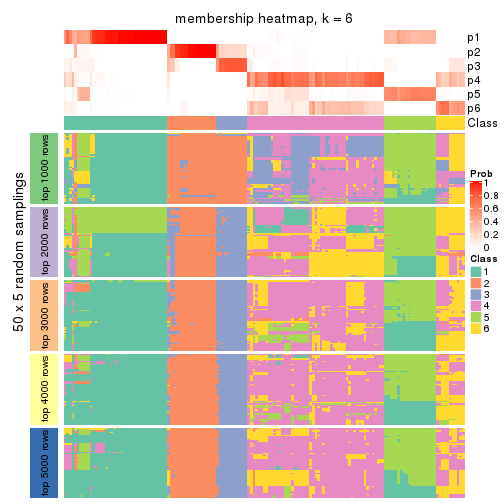 membership heatmap, k = 6
p1
p2
p3
p4
p5
p6
Class
50 x 5 random samplings
top 1000 rows
top 2000 rows
top 3000 rows
top 4000 rows
top 5000 rows
Prob
1
0.8
0.6
0.4
0.2
0
Class
1
2
3
4
5
6